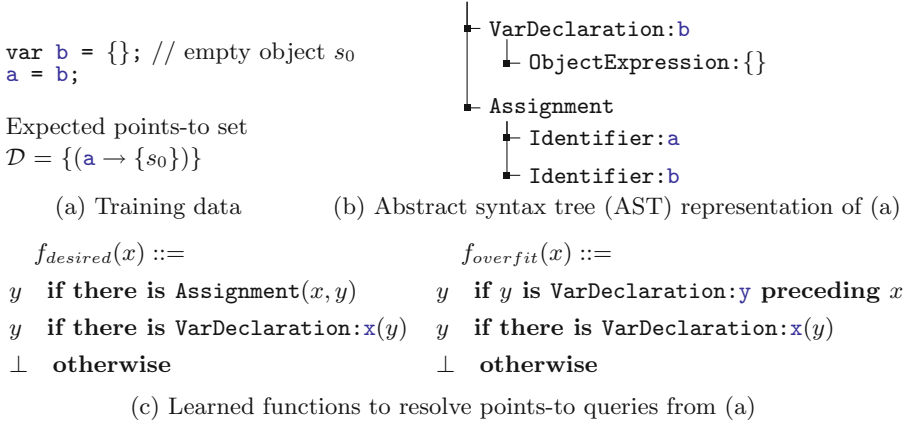 var b = {}; // empty object s₀
a = b;
Expected points-to set
𝒟 = {(a → {s₀})}
(a) Training data
VarDeclaration:b
ObjectExpression:{}
Assignment
Identifier:a
Identifier:b
(b) Abstract syntax tree (AST) representation of (a)
f_desired(x) ::=
y if there is Assignment(x, y)
y if there is VarDeclaration:x(y)
⊥ otherwise
f_overfit(x) ::=
y if y is VarDeclaration:y preceding x
y if there is VarDeclaration:x(y)
⊥ otherwise
(c) Learned functions to resolve points-to queries from (a)